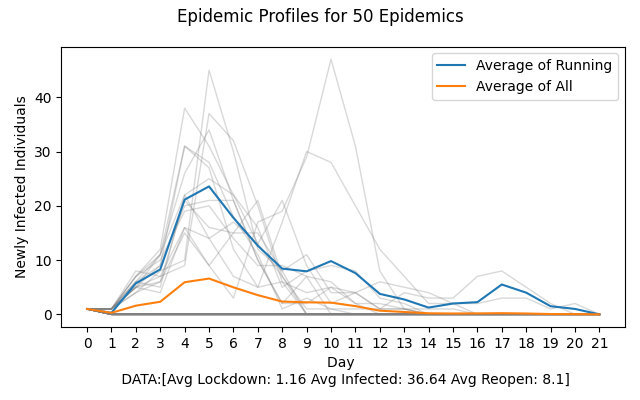 Epidemic Profiles for 50 Epidemics
Average of Running
Average of All
Newly Infected Individuals
40
30
20
10
0
0 1 2 3 4 5 6 7 8 9 10 11 12 13 14 15 16 17 18 19 20 21
Day
DATA:[Avg Lockdown: 1.16 Avg Infected: 36.64 Avg Reopen: 8.1]